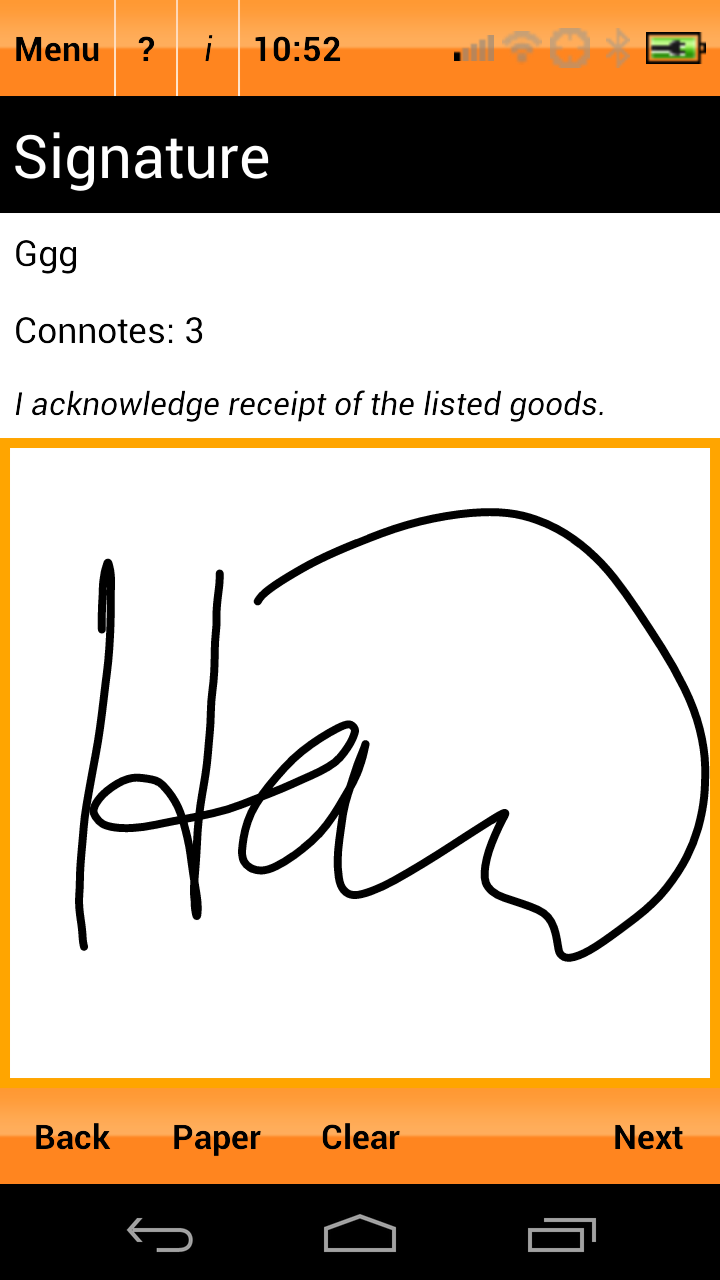 Menu ? i 10:52
Signature
Ggg
Connotes: 3
I acknowledge receipt of the listed goods.
Back Paper Clear Next